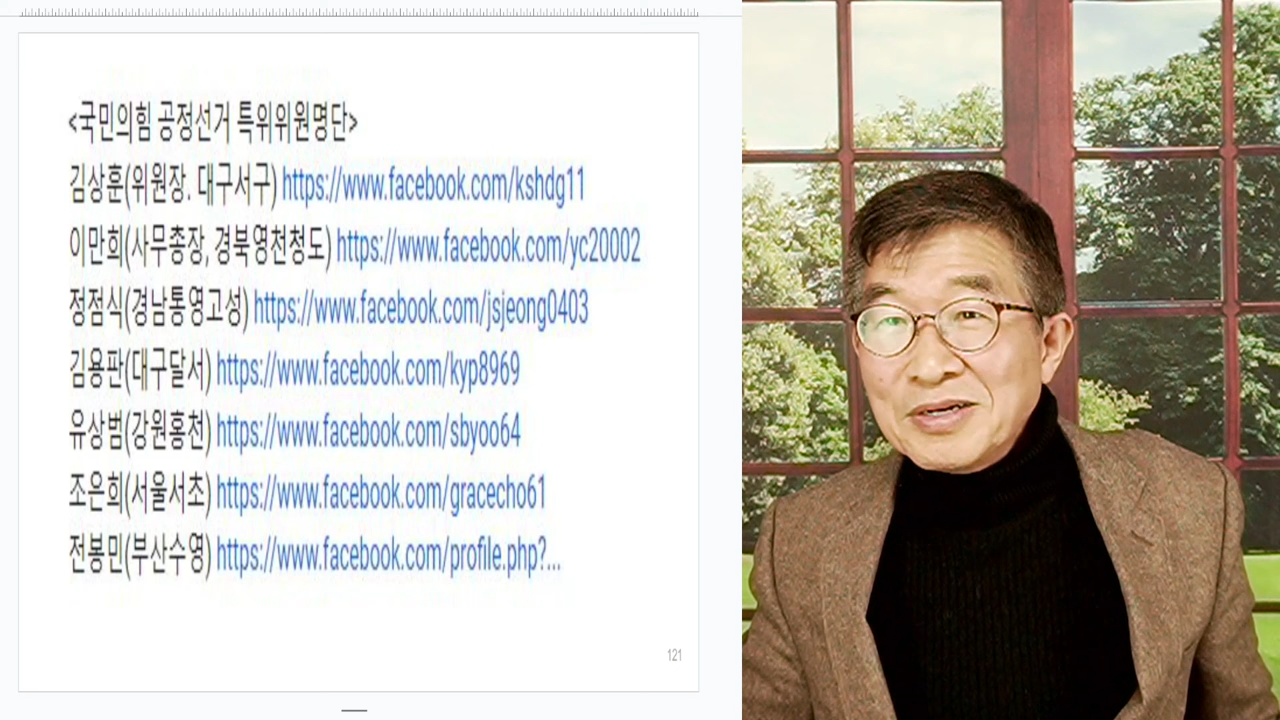 <국민의힘 공정선거 특위위원명단>
김상훈(위원장. 대구서구) https://www.facebook.com/kshdg11
이만희(사무총장, 경북영천청도) https://www.facebook.com/yc20002
정점식(경남통영고성) https://www.facebook.com/jsjeong0403
김용판(대구달서) https://www.facebook.com/kyp8969
유상범(강원홍천) https://www.facebook.com/sbyoo64
조은희(서울서초) https://www.facebook.com/gracecho61
전봉민(부산수영) https://www.facebook.com/profile.php?...
121